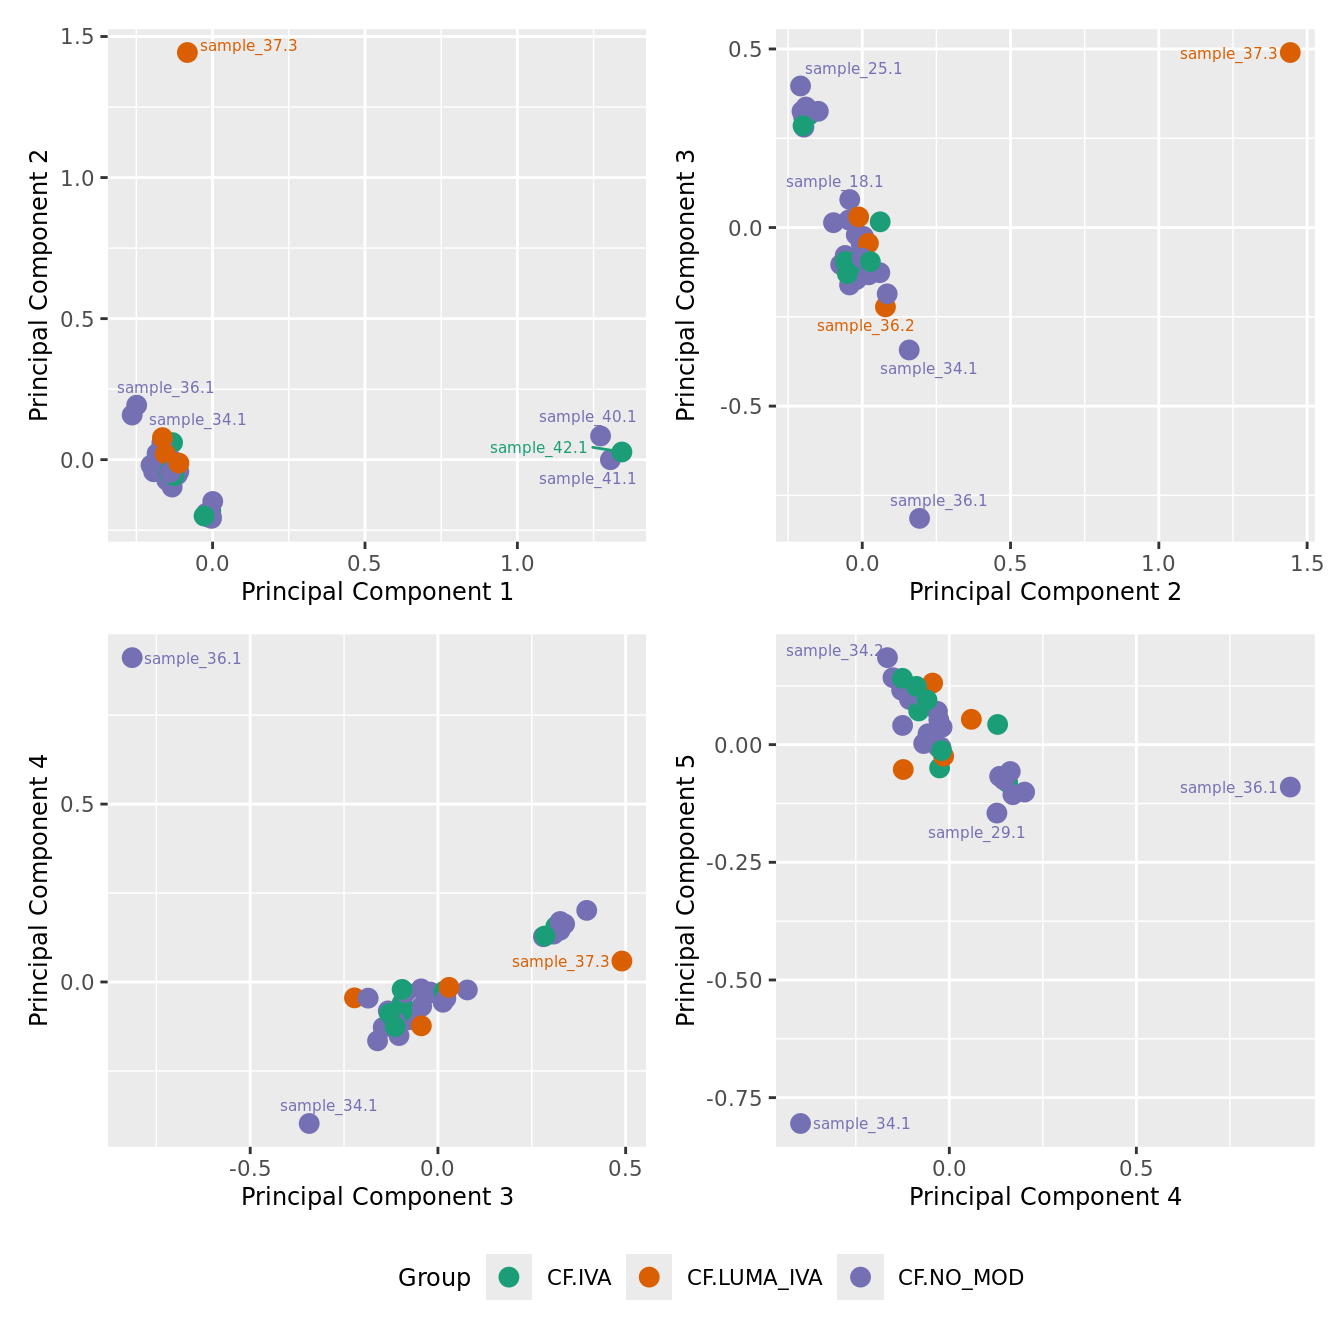 1.5
1.0
0.5
0.0
Principal Component 2
sample_37.3
sample_36.1
sample_34.1
sample_40.1
sample_42.1
sample_41.1
0.0 0.5 1.0
Principal Component 1
0.5
0.0
-0.5
Principal Component 3
sample_37.3
sample_25.1
sample_18.1
sample_36.2
sample_34.1
sample_36.1
0.0 0.5 1.0 1.5
Principal Component 2
0.5
0.0
Principal Component 4
sample_36.1
sample_37.3
sample_34.1
-0.5 0.0 0.5
Principal Component 3
0.00
-0.25
-0.50
-0.75
Principal Component 5
sample_34.2
sample_36.1
sample_29.1
sample_34.1
0.0 0.5
Principal Component 4
Group CF.IVA CF.LUMA_IVA CF.NO_MOD